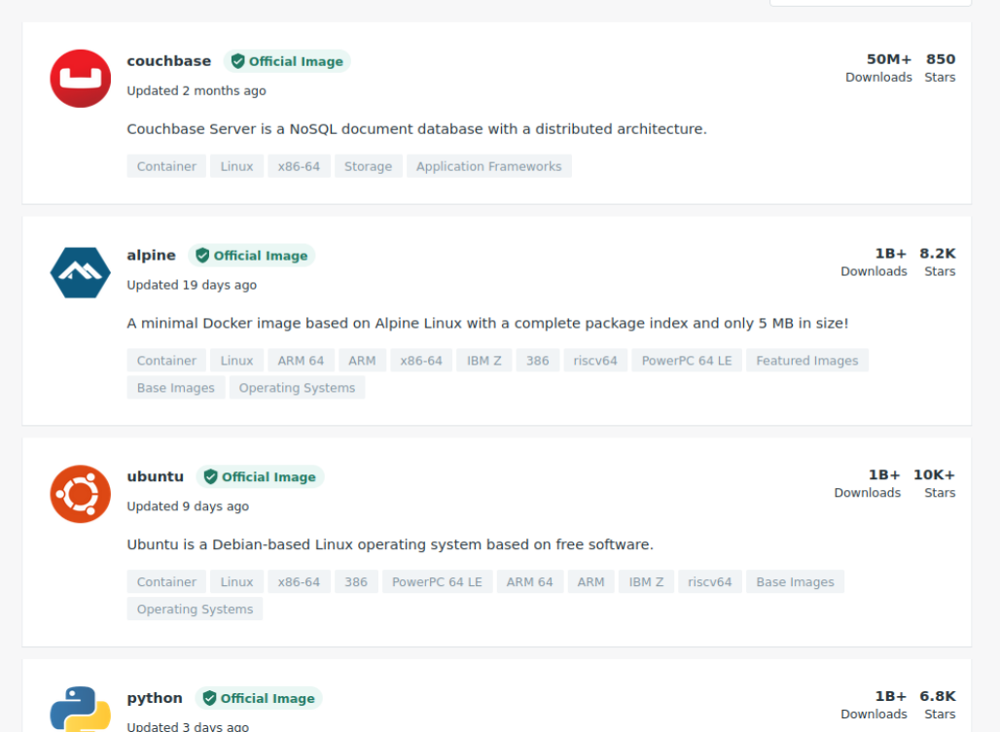 couchbase Official Image 50M+ 850
Updated 2 months ago Downloads Stars
Couchbase Server is a NoSQL document database with a distributed architecture.
Container Linux x86-64 Storage Application Frameworks
alpine Official Image 1B+ 8.2K
Updated 19 days ago Downloads Stars
A minimal Docker image based on Alpine Linux with a complete package index and only 5 MB in size!
Container Linux ARM 64 ARM x86-64 IBM Z 386 riscv64 PowerPC 64 LE Featured Images
Base Images Operating Systems
ubuntu Official Image 1B+ 10K+
Updated 9 days ago Downloads Stars
Ubuntu is a Debian-based Linux operating system based on free software.
Container Linux x86-64 386 PowerPC 64 LE ARM 64 ARM IBM Z riscv64 Base Images
Operating Systems
python Official Image 1B+ 6.8K
Updated 3 days ago Downloads Stars